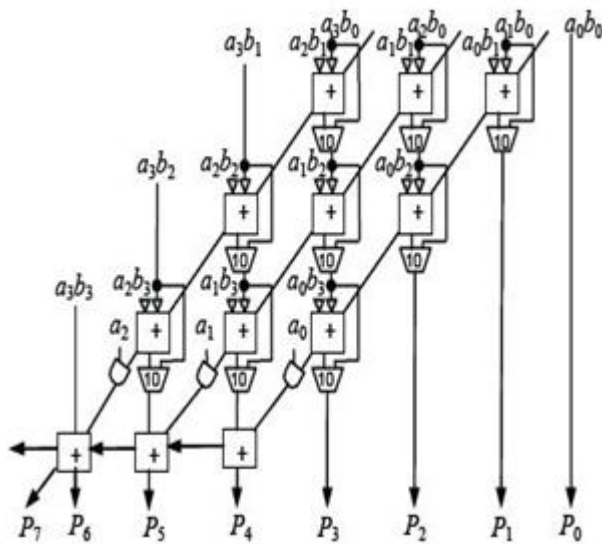 a₃b₀ a₂b₀ a₁b₀ a₀b₀
a₃b₁ a₂b₁ a₁b₁ a₀b₁
+ + +
10 10 10
a₃b₂ a₂b₂ a₁b₂ a₀b₂
+ + +
10 10 10
a₃b₃ a₂b₃ a₁b₃ a₀b₃
a₂ a₁ a₀
+ + +
10 10 10
+ + +
P₇ P₆ P₅ P₄ P₃ P₂ P₁ P₀